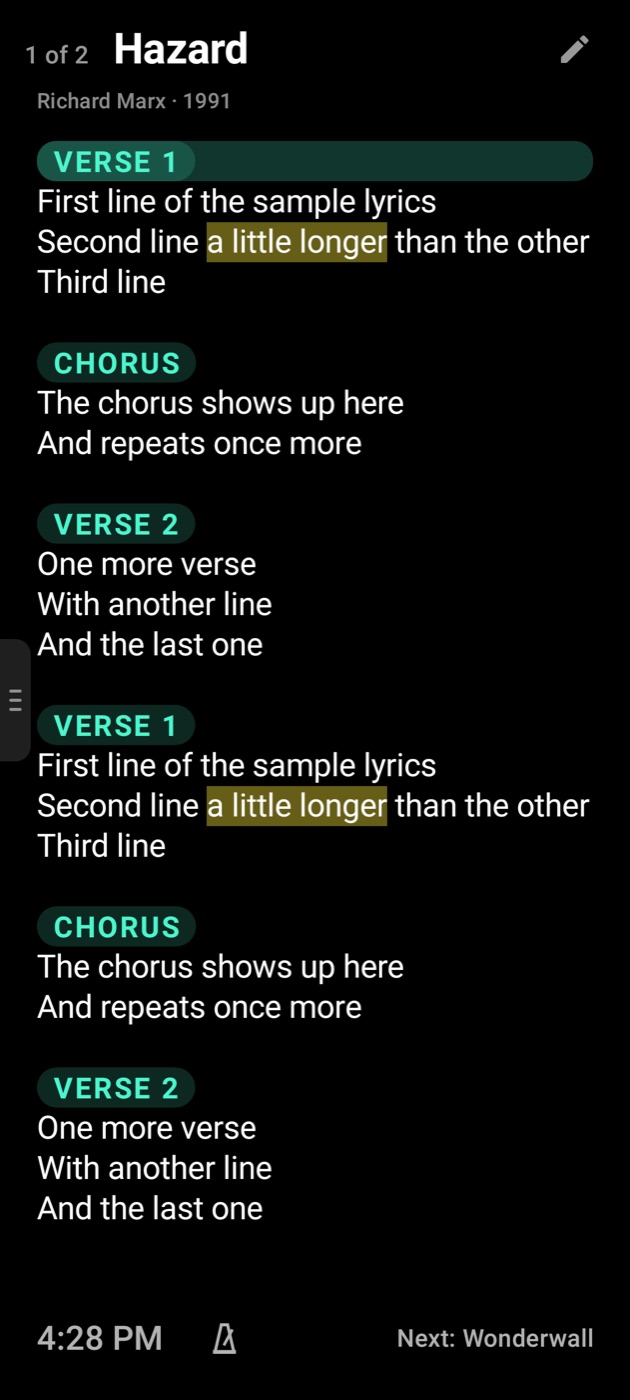 1 of 2 Hazard
Richard Marx · 1991
VERSE 1
First line of the sample lyrics
Second line a little longer than the other
Third line
CHORUS
The chorus shows up here
And repeats once more
VERSE 2
One more verse
With another line
And the last one
VERSE 1
First line of the sample lyrics
Second line a little longer than the other
Third line
CHORUS
The chorus shows up here
And repeats once more
VERSE 2
One more verse
With another line
And the last one
4:28 PM Next: Wonderwall